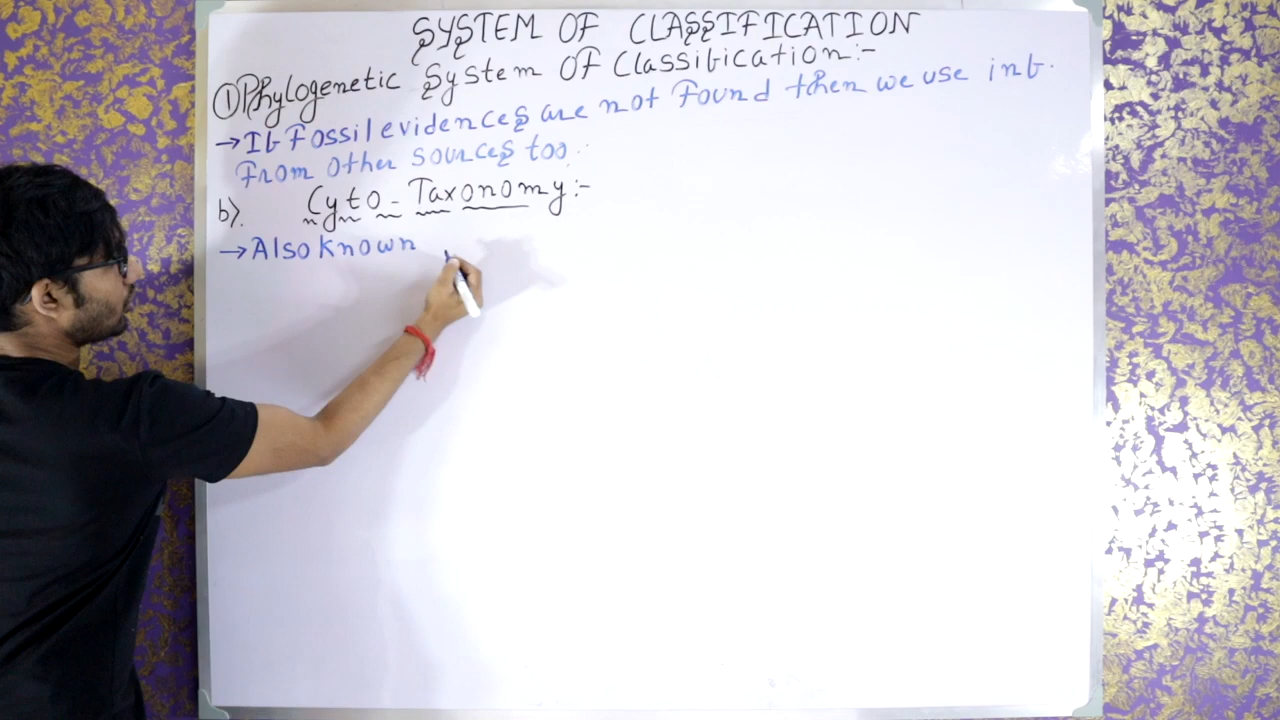 SYSTEM OF CLASSIFICATION
① Phylogenetic System OF Classification:-
→ If Fossil evidences are not Found then we use inf.
From other sources too.
b). Cyto - Taxonomy:-
→ Also known